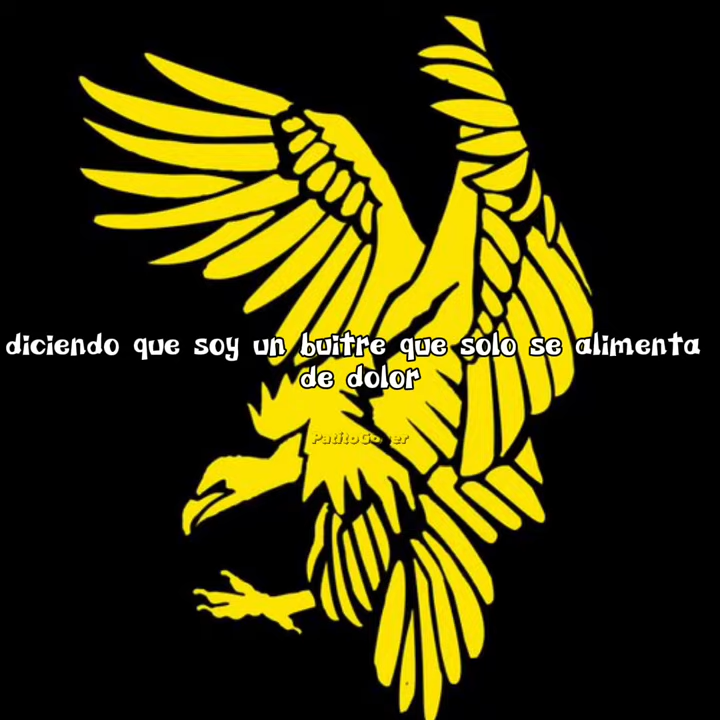 diciendo que soy un buitre que solo se alimenta
de dolor